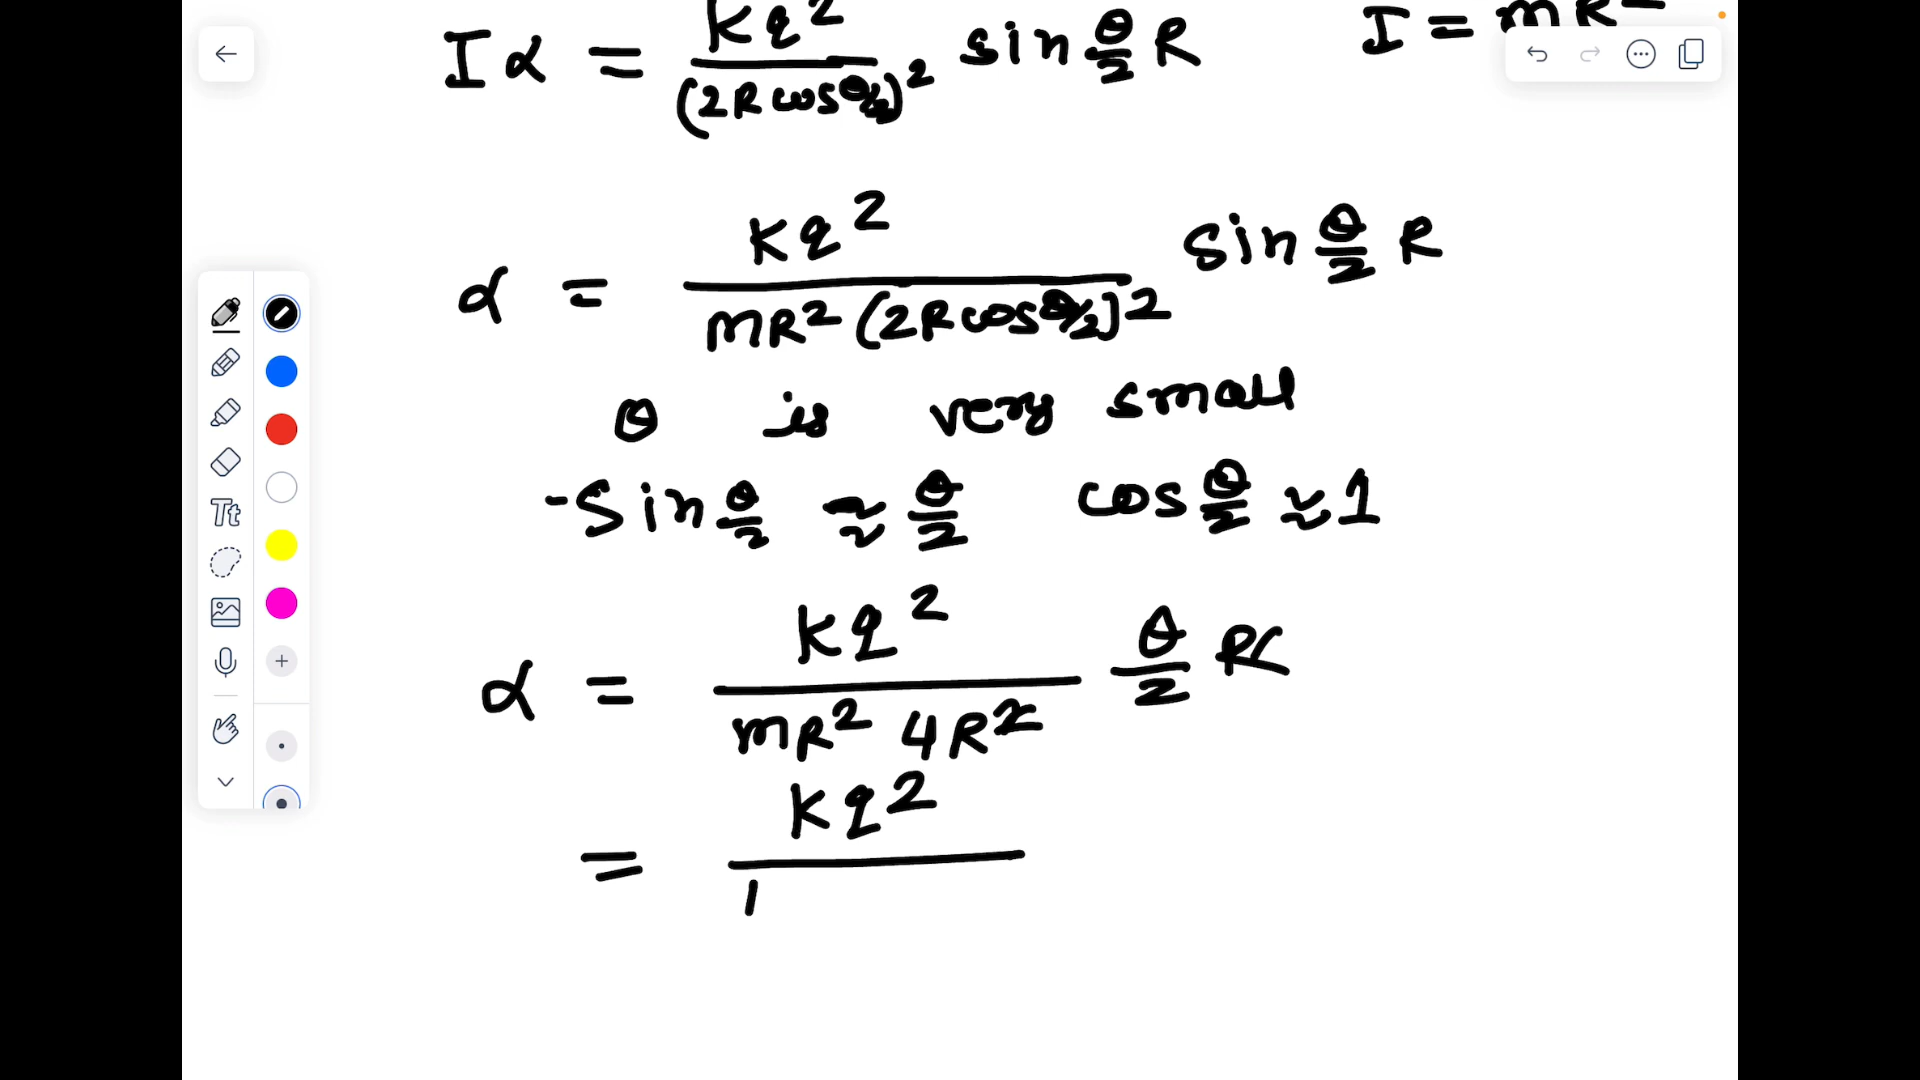 Iα = Kq²/(2R cos θ/2)² sin θ/2 R    I = mR²
α = Kq²/(mR² (2R cos θ/2)²) sin θ/2 R
θ is very small
-Sin θ/2 ≈ θ/2    cos θ/2 ≈ 1
α = Kq²/(mR² 4R²) θ/2 R
= Kq²/
Tt